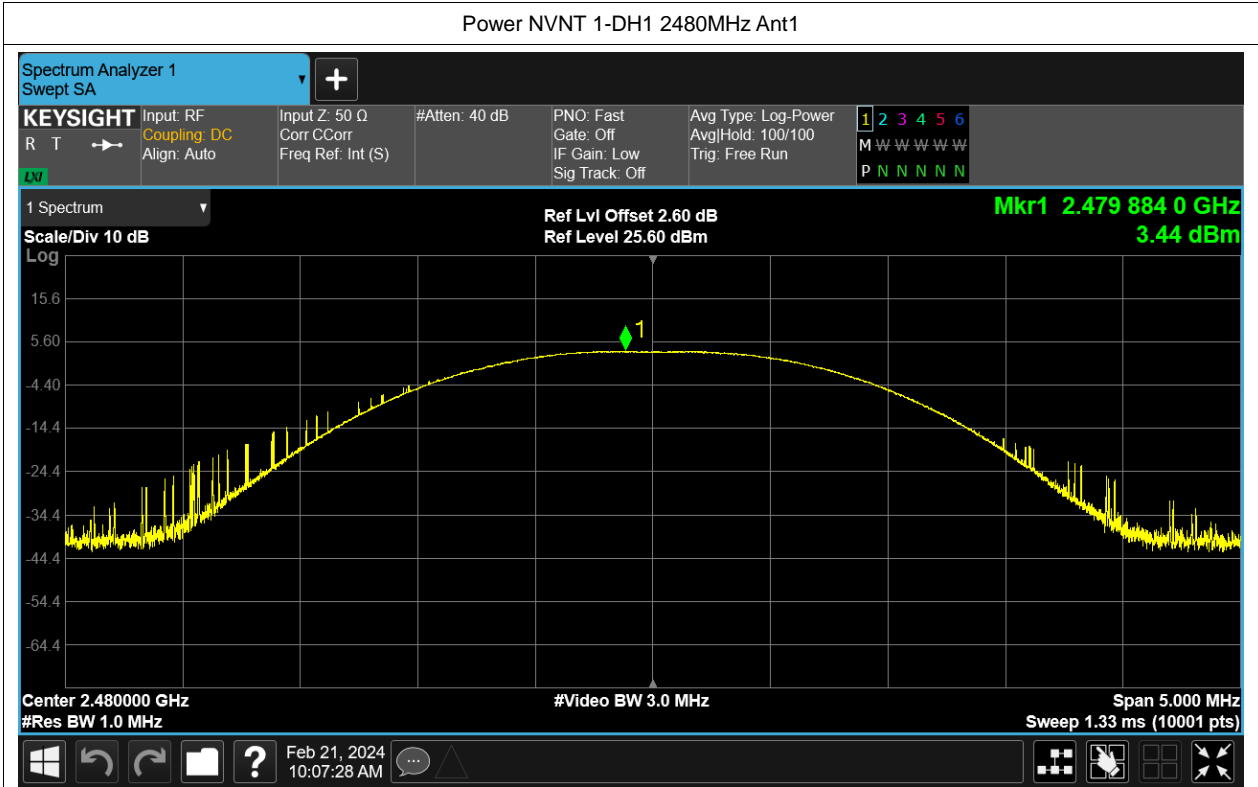 Power NVNT 1-DH1 2480MHz Ant1
Spectrum Analyzer 1
Swept SA
KEYSIGHT
R T
LXI
Input: RF
Coupling: DC
Align: Auto
Input Z: 50 Ω
Corr CCorr
Freq Ref: Int (S)
#Atten: 40 dB
PNO: Fast
Gate: Off
IF Gain: Low
Sig Track: Off
Avg Type: Log-Power
Avg|Hold: 100/100
Trig: Free Run
1 2 3 4 5 6
M W W W W W
P N N N N N
1 Spectrum
Scale/Div 10 dB
Log
Ref Lvl Offset 2.60 dB
Ref Level 25.60 dBm
Mkr1 2.479 884 0 GHz
3.44 dBm
15.6
5.60
-4.40
-14.4
-24.4
-34.4
-44.4
-54.4
-64.4
1
Center 2.480000 GHz
#Res BW 1.0 MHz
#Video BW 3.0 MHz
Span 5.000 MHz
Sweep 1.33 ms (10001 pts)
?
Feb 21, 2024
10:07:28 AM